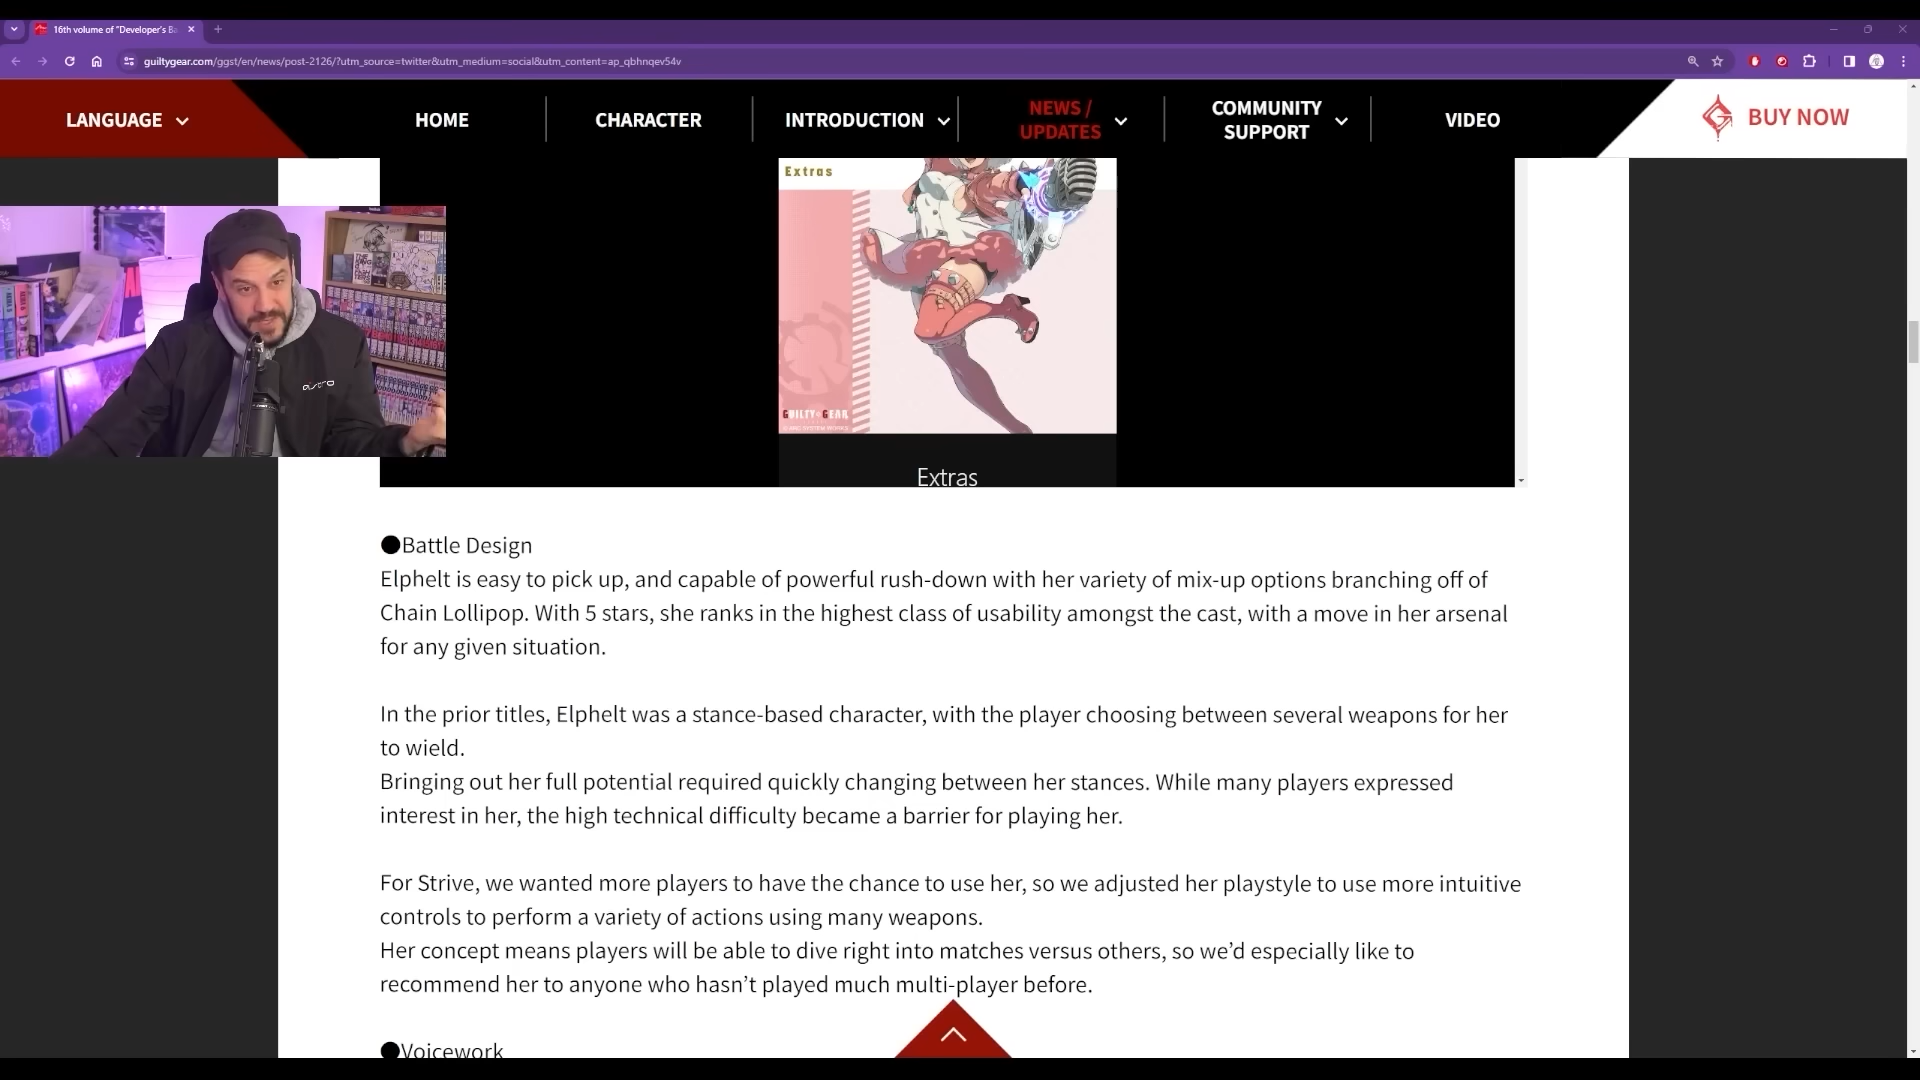 16th volume of "Developer's Ba
guiltygear.com/ggst/en/news/post-2126/?utm_source=twitter&utm_medium=social&utm_content=ap_qbhnqev54v
LANGUAGE
HOME
CHARACTER
INTRODUCTION
NEWS /
UPDATES
COMMUNITY
SUPPORT
VIDEO
BUY NOW
Extras
GUILTY GEAR
Extras
●Battle Design
Elphelt is easy to pick up, and capable of powerful rush-down with her variety of mix-up options branching off of
Chain Lollipop. With 5 stars, she ranks in the highest class of usability amongst the cast, with a move in her arsenal
for any given situation.
In the prior titles, Elphelt was a stance-based character, with the player choosing between several weapons for her
to wield.
Bringing out her full potential required quickly changing between her stances. While many players expressed
interest in her, the high technical difficulty became a barrier for playing her.
For Strive, we wanted more players to have the chance to use her, so we adjusted her playstyle to use more intuitive
controls to perform a variety of actions using many weapons.
Her concept means players will be able to dive right into matches versus others, so we’d especially like to
recommend her to anyone who hasn’t played much multi-player before.
●Voicework